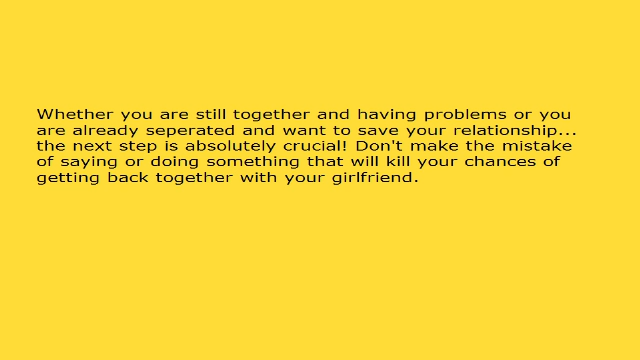 Whether you are still together and having problems or you
are already seperated and want to save your relationship...
the next step is absolutely crucial! Don't make the mistake
of saying or doing something that will kill your chances of
getting back together with your girlfriend.